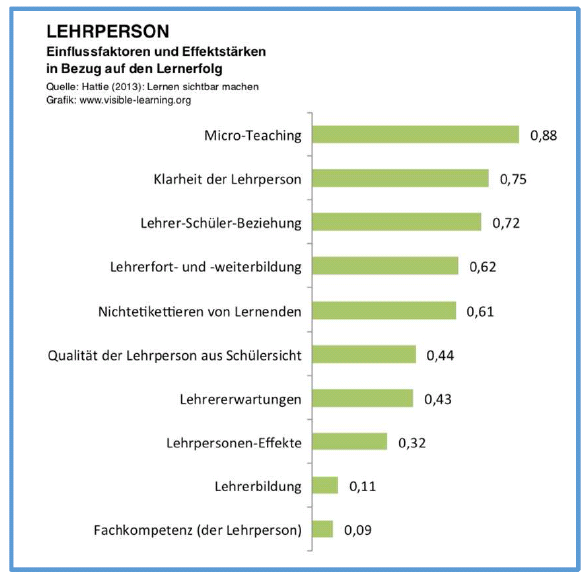 LEHRPERSON
Einflussfaktoren und Effektstärken
in Bezug auf den Lernerfolg
Quelle: Hattie (2013): Lernen sichtbar machen
Grafik: www.visible-learning.org
Micro-Teaching 0,88
Klarheit der Lehrperson 0,75
Lehrer-Schüler-Beziehung 0,72
Lehrerfort- und -weiterbildung 0,62
Nichtetikettieren von Lernenden 0,61
Qualität der Lehrperson aus Schülersicht 0,44
Lehrererwartungen 0,43
Lehrpersonen-Effekte 0,32
Lehrerbildung 0,11
Fachkompetenz (der Lehrperson) 0,09